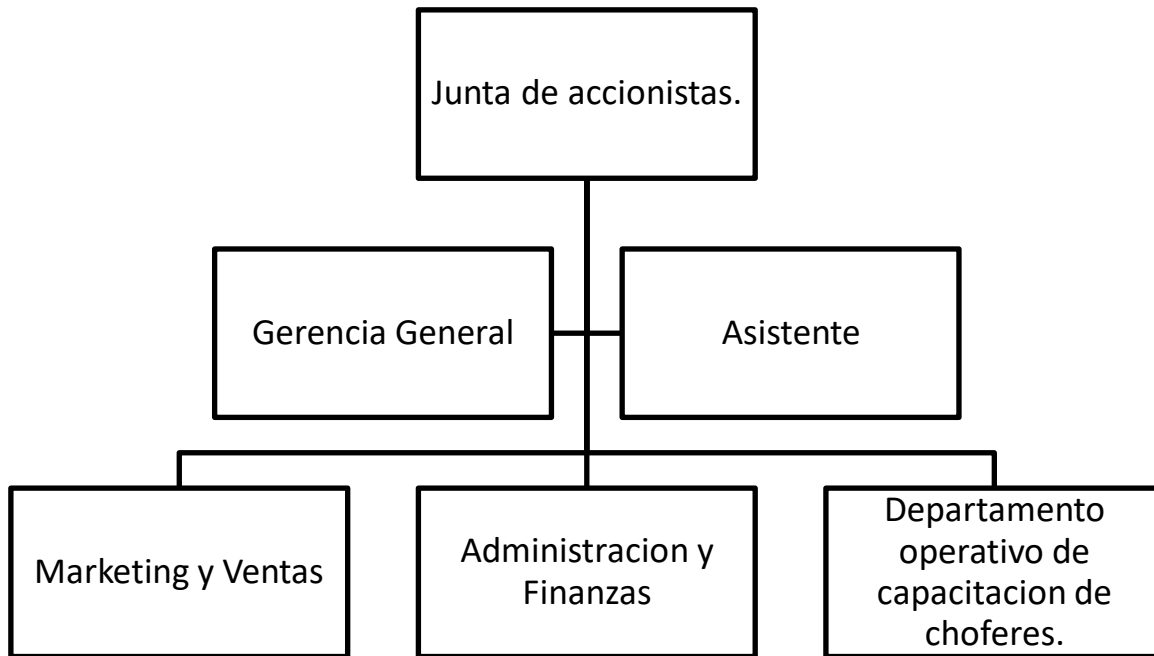 Junta de accionistas.
Gerencia General
Asistente
Marketing y Ventas
Administracion y
Finanzas
Departamento
operativo de
capacitacion de
choferes.